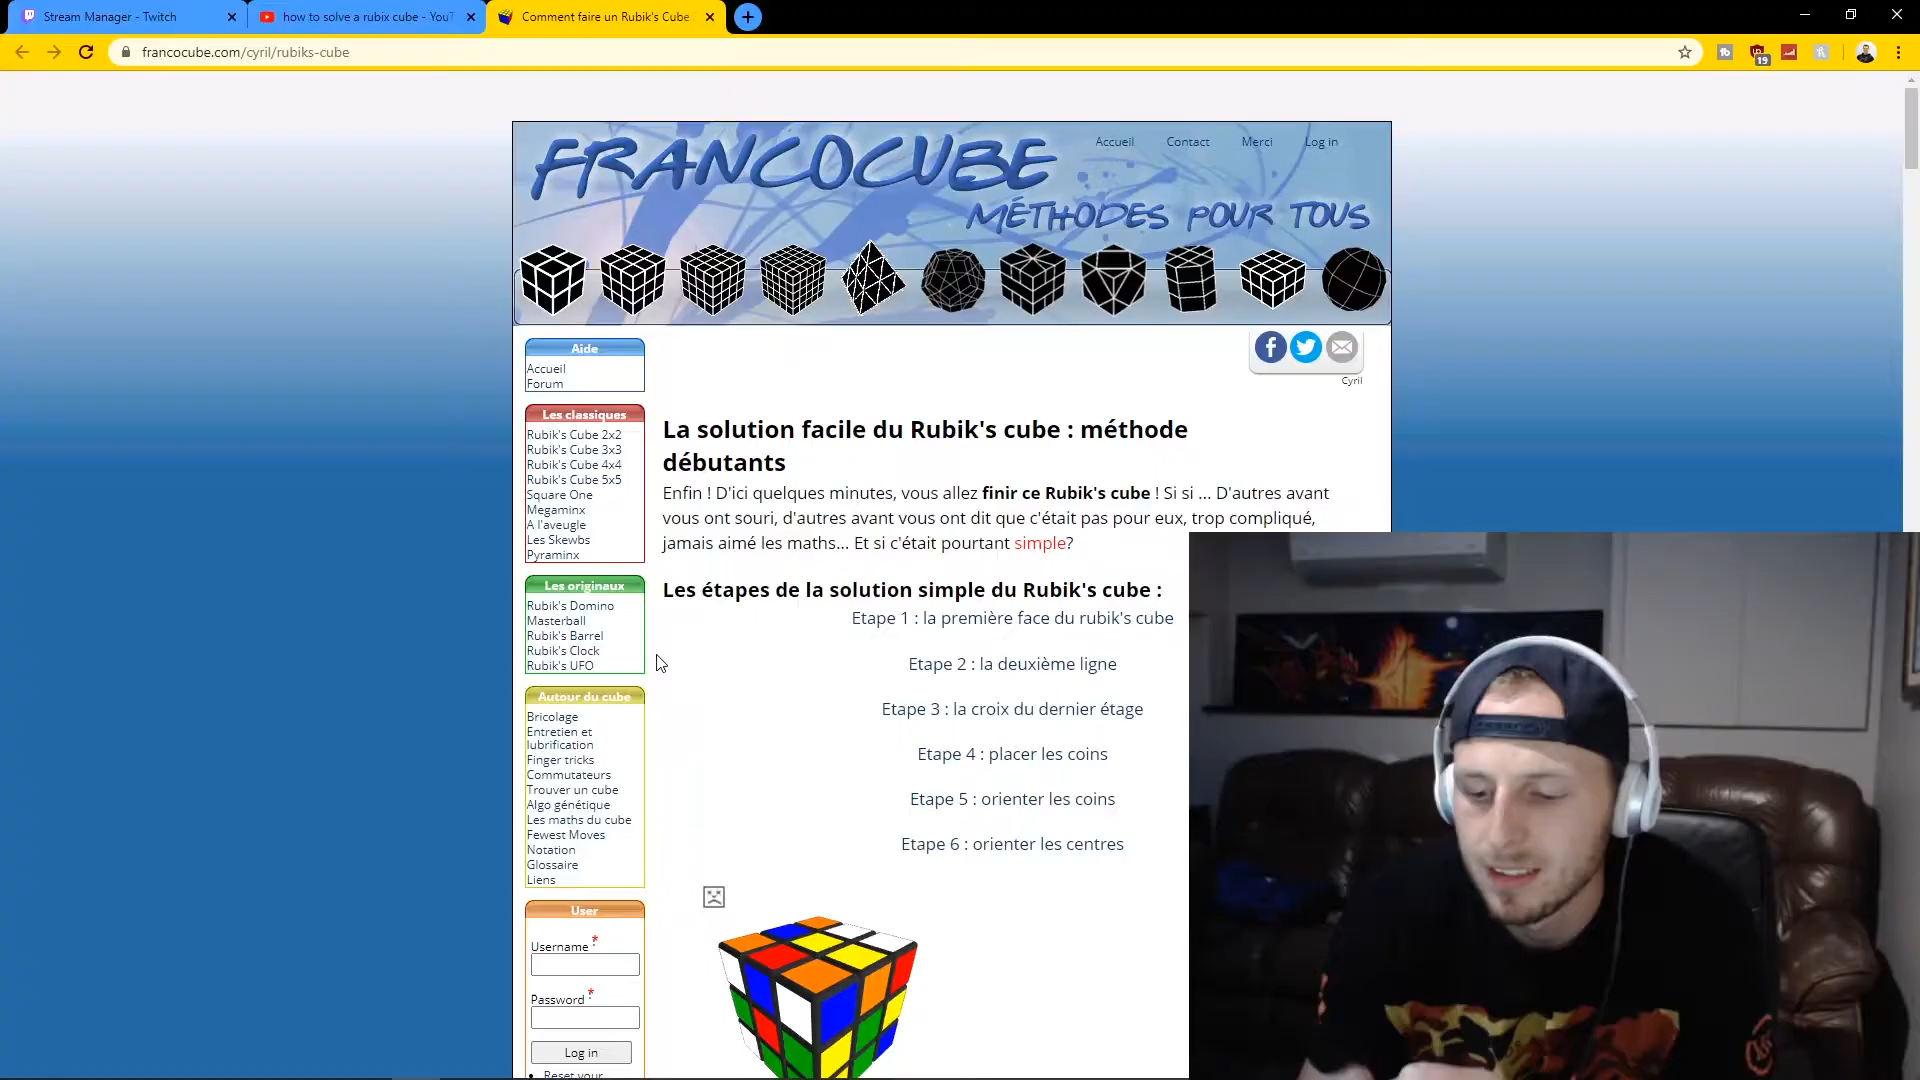 Stream Manager - Twitch
how to solve a rubix cube - YouT
Comment faire un Rubik's Cube
francocube.com/cyril/rubiks-cube
19
FRANCOCUBE
MÉTHODES POUR TOUS
Accueil
Contact
Merci
Log in
Aide
Accueil
Forum
Les classiques
Rubik's Cube 2x2
Rubik's Cube 3x3
Rubik's Cube 4x4
Rubik's Cube 5x5
Square One
Megaminx
A l'aveugle
Les Skewbs
Pyraminx
Les originaux
Rubik's Domino
Masterball
Rubik's Barrel
Rubik's Clock
Rubik's UFO
Autour du cube
Bricolage
Entretien et
lubrification
Finger tricks
Commutateurs
Trouver un cube
Algo génétique
Les maths du cube
Fewest Moves
Notation
Glossaire
Liens
User
Username *
Password *
Log in
Reset your
Cyril
La solution facile du Rubik's cube : méthode
débutants
Enfin ! D'ici quelques minutes, vous allez finir ce Rubik's cube ! Si si ... D'autres avant
vous ont souri, d'autres avant vous ont dit que c'était pas pour eux, trop compliqué,
jamais aimé les maths... Et si c'était pourtant simple?
Les étapes de la solution simple du Rubik's cube :
Etape 1 : la première face du rubik's cube
Etape 2 : la deuxième ligne
Etape 3 : la croix du dernier étage
Etape 4 : placer les coins
Etape 5 : orienter les coins
Etape 6 : orienter les centres